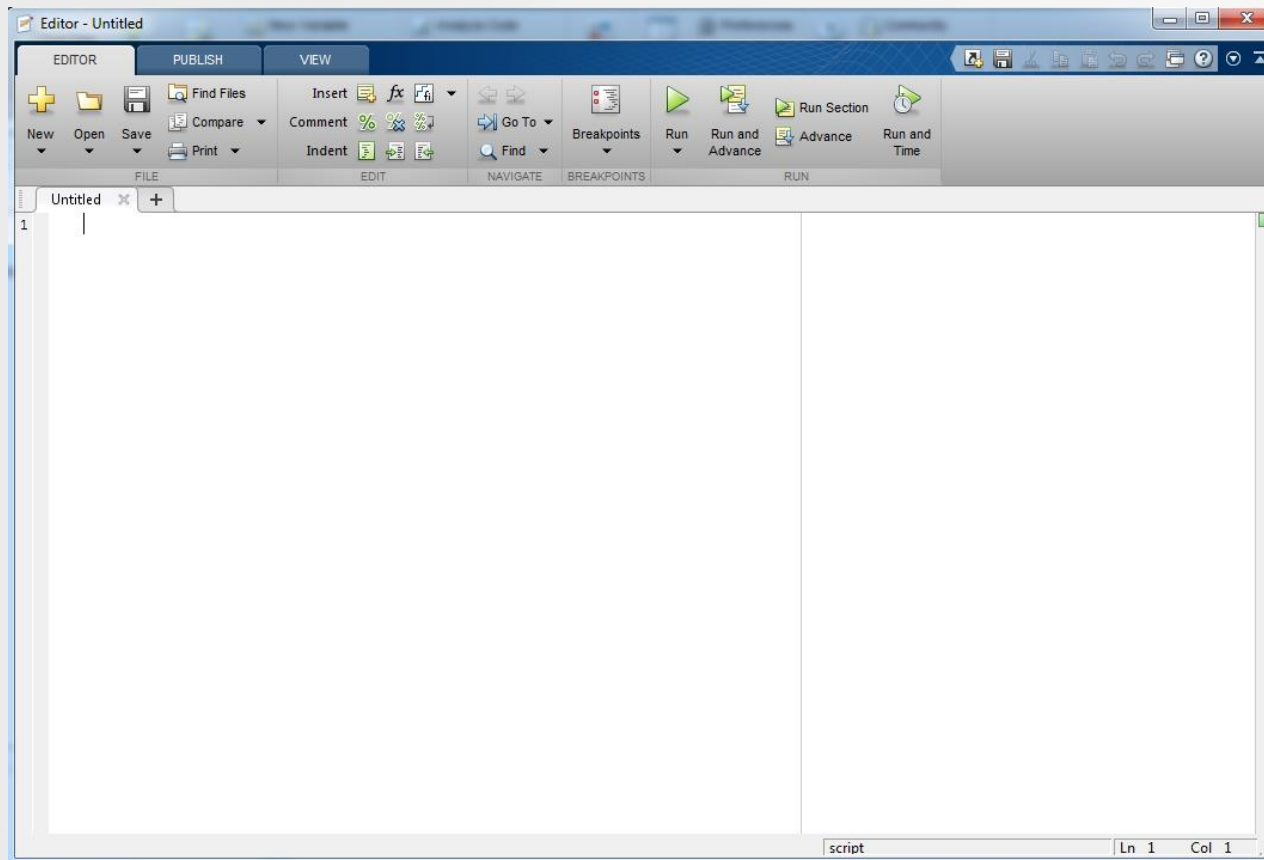 Editor - Untitled
EDITOR PUBLISH VIEW
New Open Save Find Files Compare Print
FILE
Insert fx
Comment % % %
Indent
EDIT
Go To
Find
NAVIGATE
Breakpoints
BREAKPOINTS
Run Run and Advance Run Section Advance Run and Time
RUN
Untitled
1
script Ln 1 Col 1